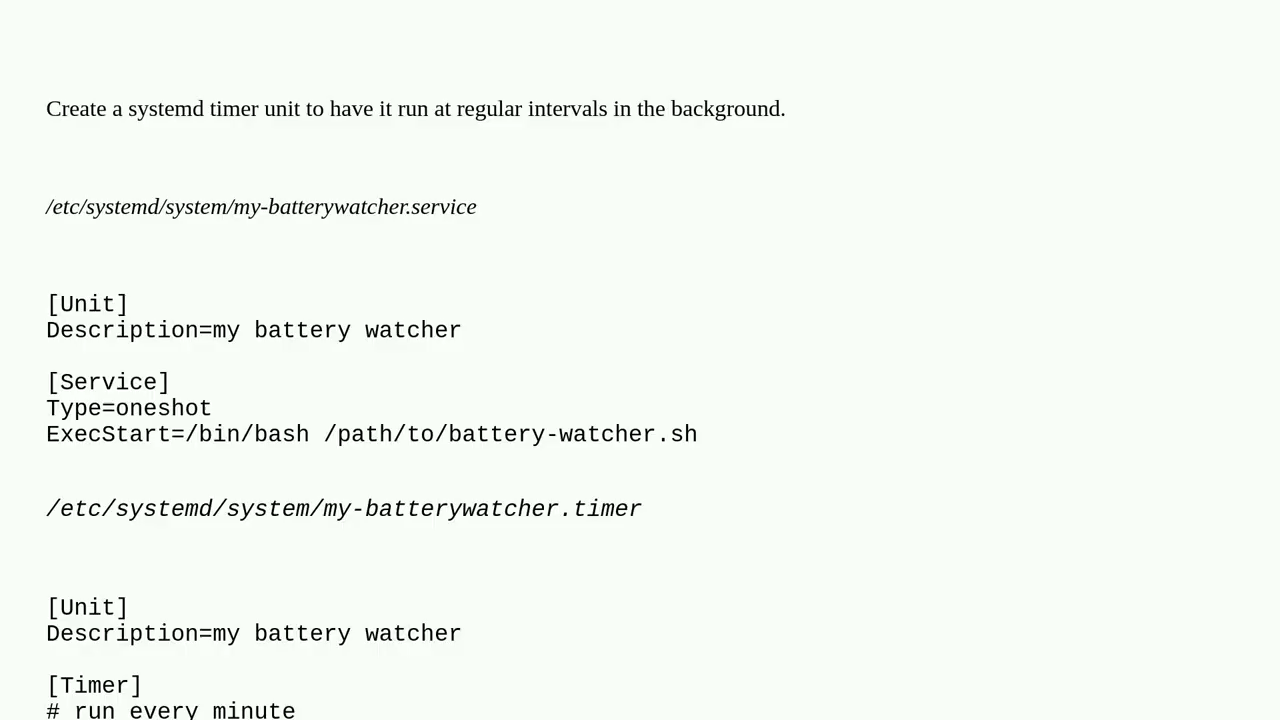 Create a systemd timer unit to have it run at regular intervals in the background.
/etc/systemd/system/my-batterywatcher.service
[Unit]
Description=my battery watcher
[Service]
Type=oneshot
ExecStart=/bin/bash /path/to/battery-watcher.sh
/etc/systemd/system/my-batterywatcher.timer
[Unit]
Description=my battery watcher
[Timer]
# run every minute